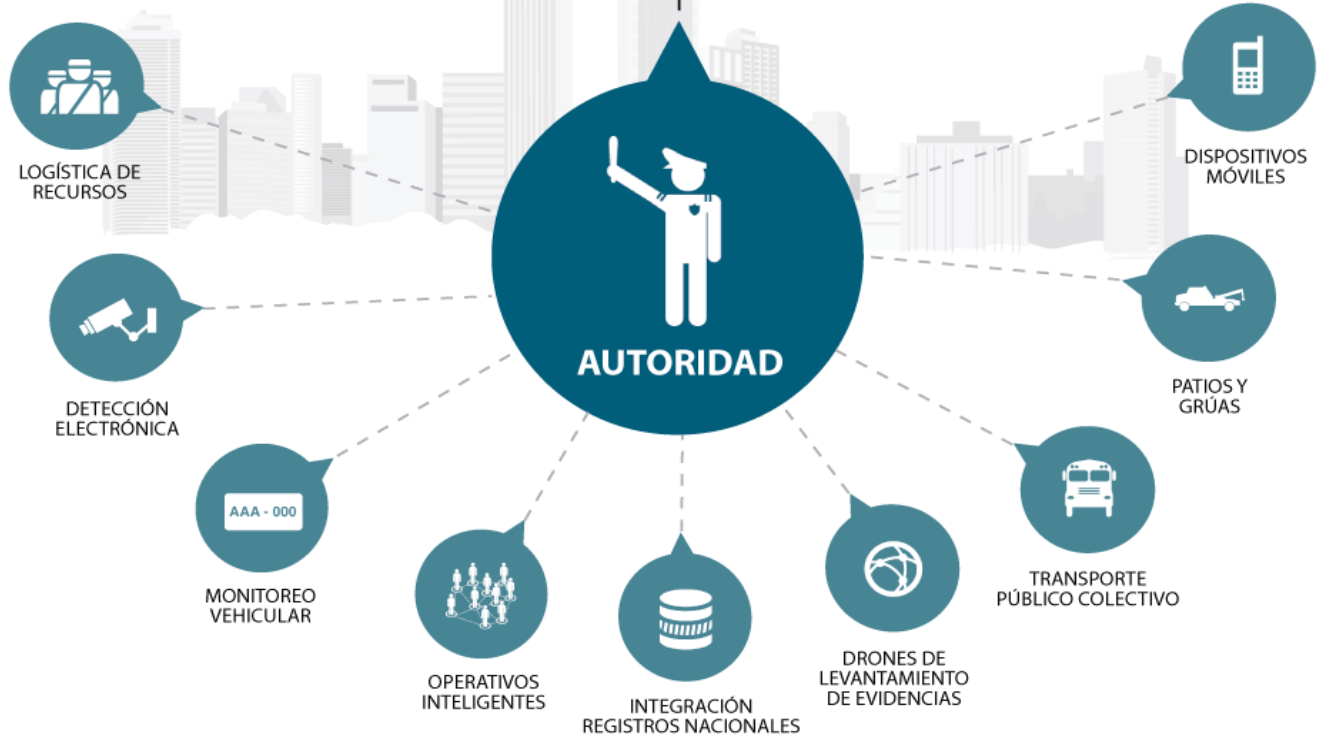 LOGÍSTICA DE
RECURSOS
DISPOSITIVOS
MÓVILES
AUTORIDAD
DETECCIÓN
ELECTRÓNICA
PATIOS Y
GRÚAS
AAA - 000
MONITOREO
VEHICULAR
TRANSPORTE
PÚBLICO COLECTIVO
OPERATIVOS
INTELIGENTES
INTEGRACIÓN
REGISTROS NACIONALES
DRONES DE
LEVANTAMIENTO
DE EVIDENCIAS